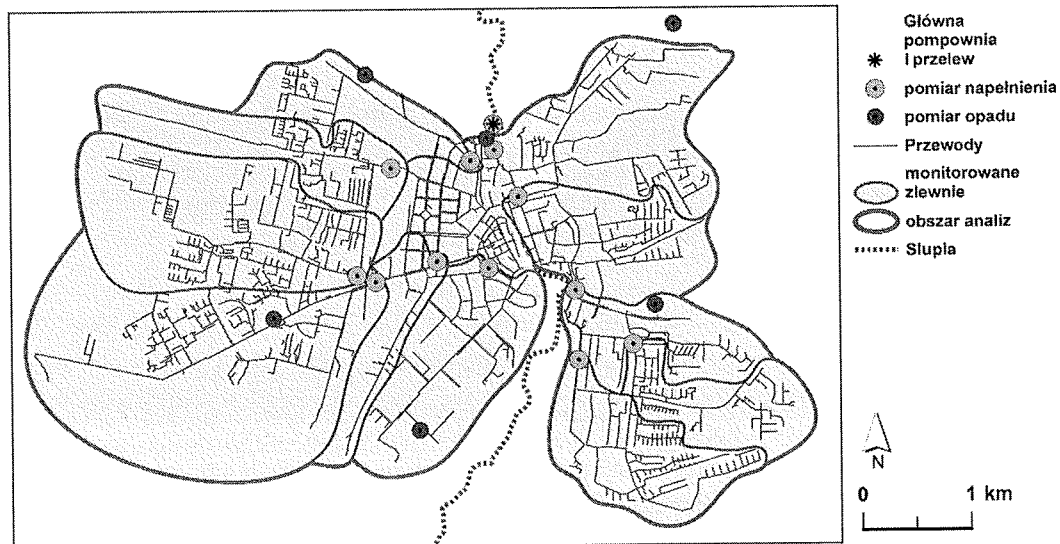 Główna
pompownia
I przelew
pomiar napełnienia
pomiar opadu
Przewody
monitorowane
zlewnie
obszar analiz
Słupia
N
0 1 km